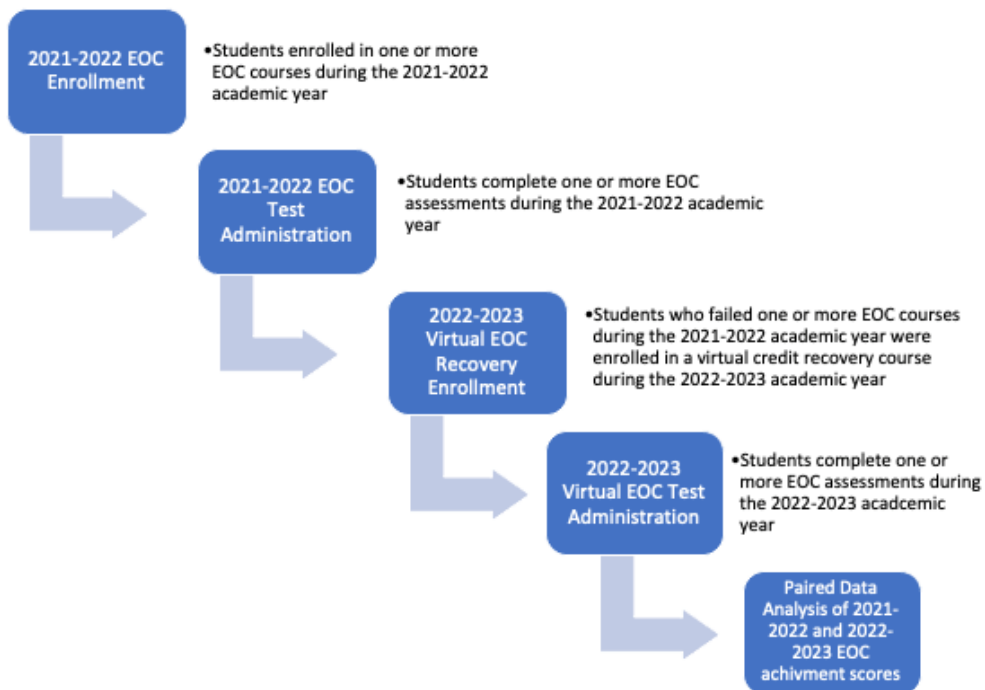 2021-2022 EOC
Enrollment
•Students enrolled in one or more
EOC courses during the 2021-2022
academic year
2021-2022 EOC
Test
Administration
•Students complete one or more EOC
assessments during the 2021-2022 academic
year
2022-2023
Virtual EOC
Recovery
Enrollment
•Students who failed one or more EOC courses
during the 2021-2022 academic year were
enrolled in a virtual credit recovery course
during the 2022-2023 academic year
2022-2023
Virtual EOC Test
Administration
•Students complete one or
more EOC assessments during
the 2022-2023 acadcemic
year
Paired Data
Analysis of 2021-
2022 and 2022-
2023 EOC
achivment scores